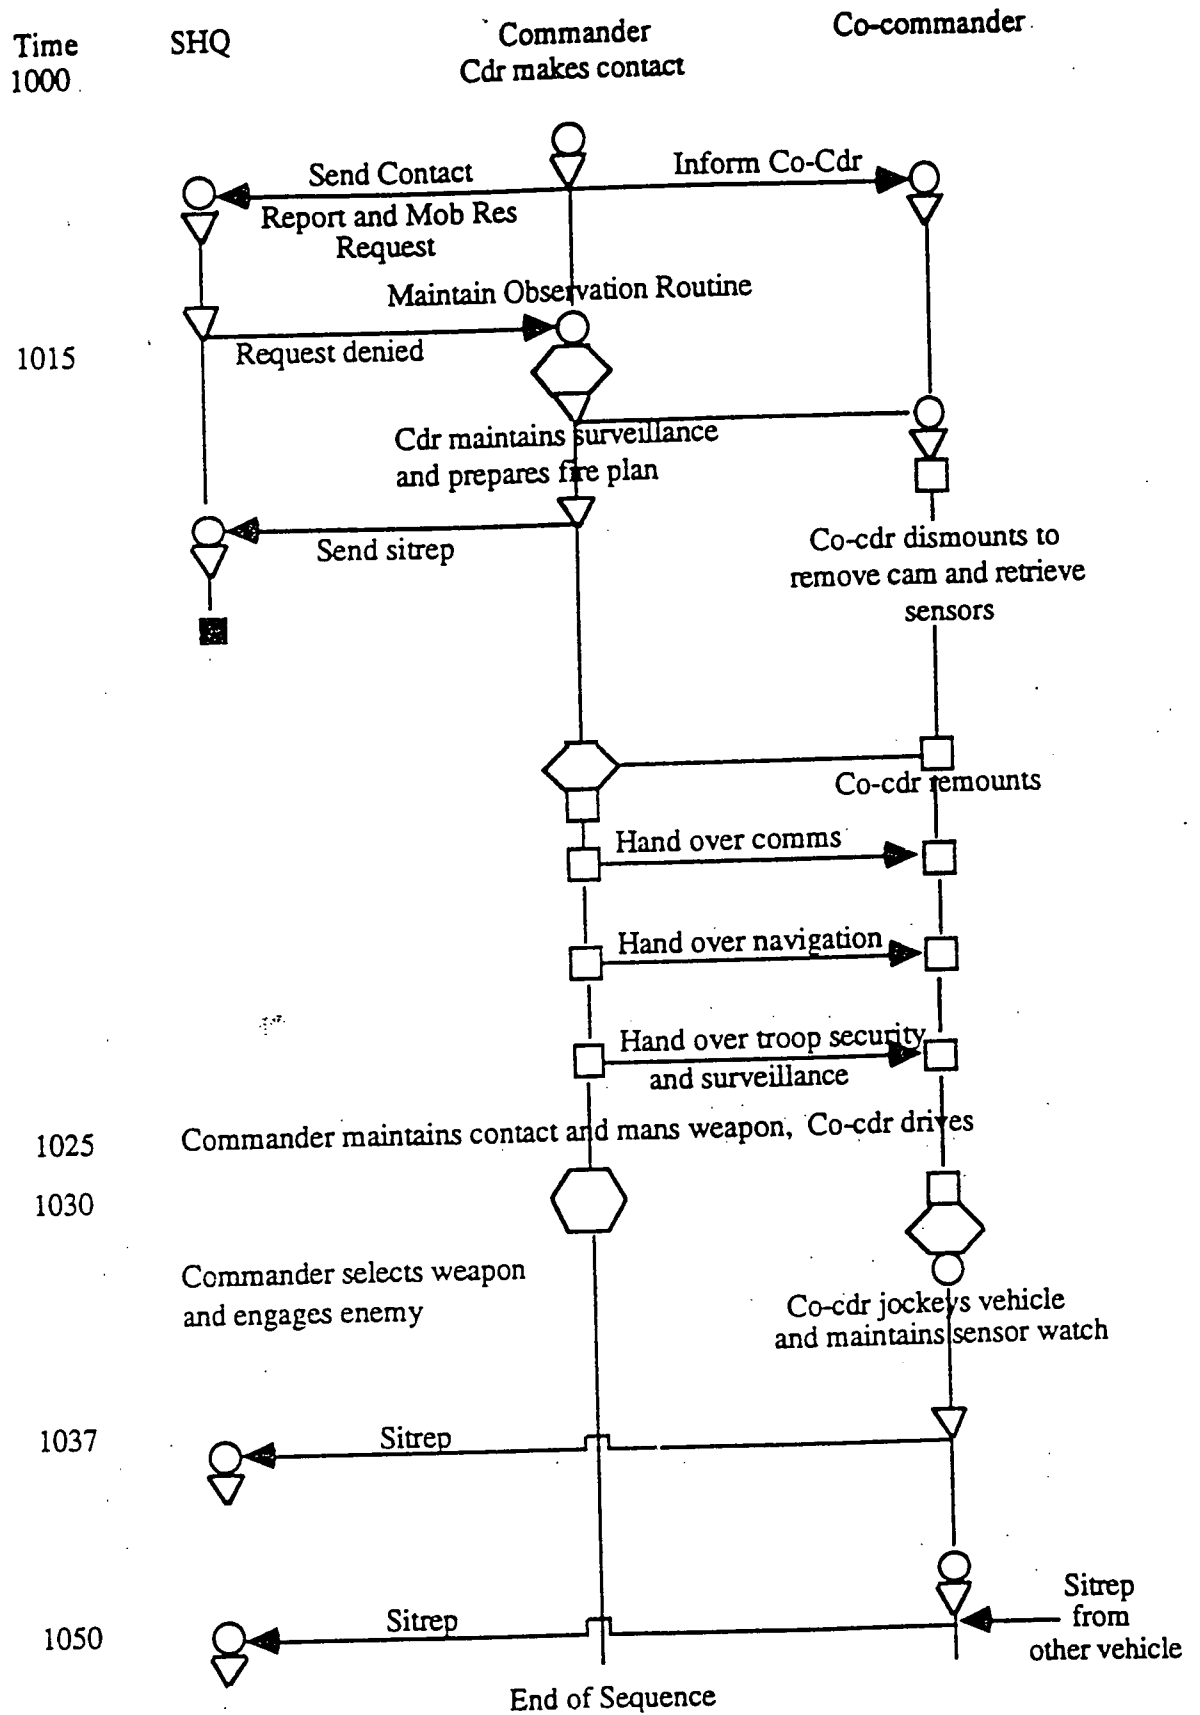 Time
SHQ
Commander
Co-commander
1000
Cdr makes contact
Send Contact
Inform Co-Cdr
Report and Mob Res
Request
Maintain Observation Routine
1015
Request denied
Cdr maintains surveillance
and prepares fire plan
Send sitrep
Co-cdr dismounts to
remove cam and retrieve
sensors
Co-cdr remounts
Hand over comms
Hand over navigation
Hand over troop security
and surveillance
1025
Commander maintains contact and mans weapon, Co-cdr drives
1030
Commander selects weapon
and engages enemy
Co-cdr jockeys vehicle
and maintains sensor watch
1037
Sitrep
Sitrep
from
other vehicle
1050
Sitrep
End of Sequence